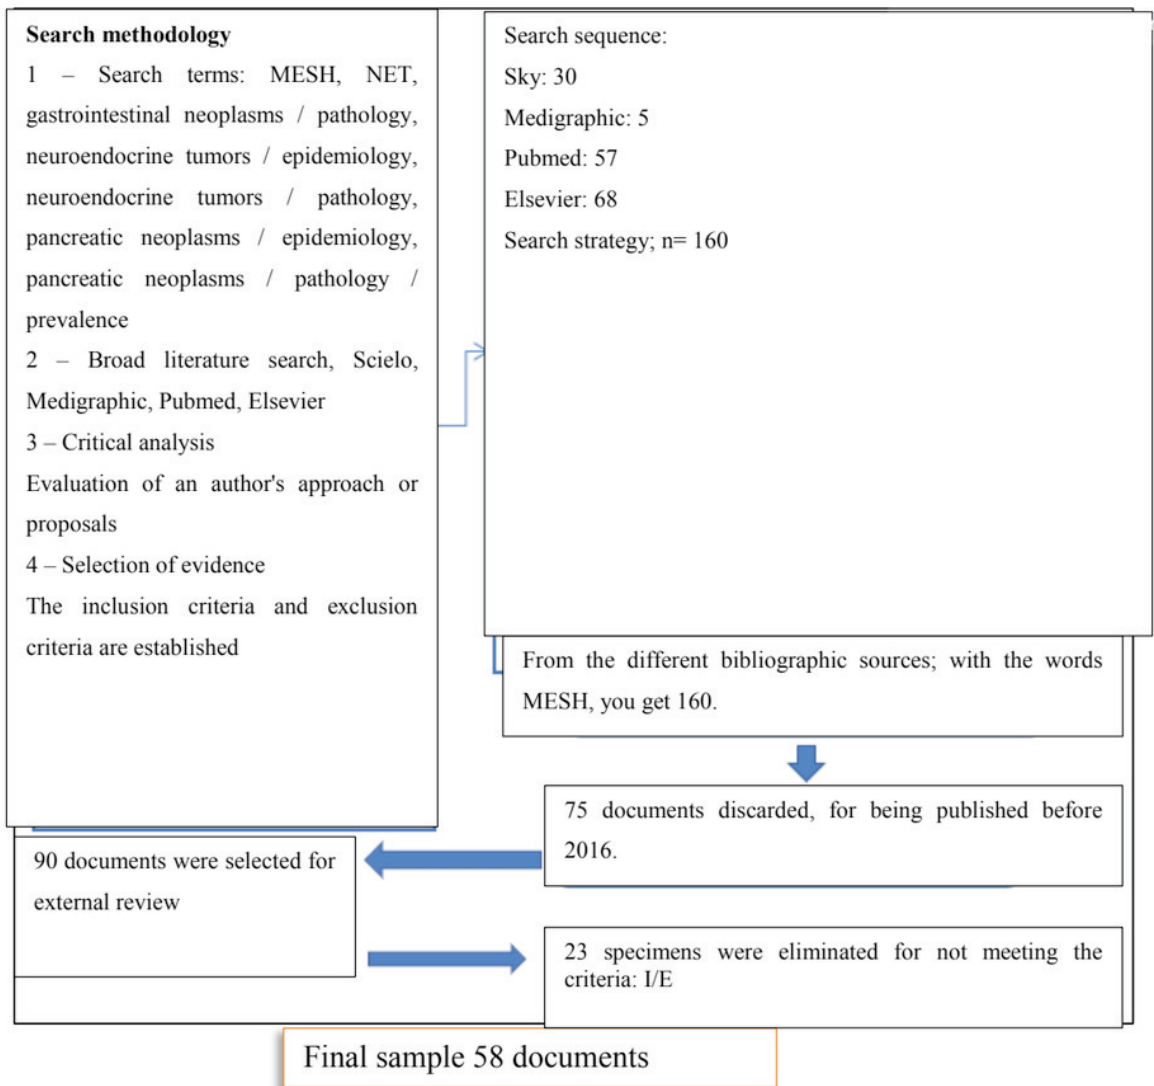 Search methodology
1 – Search terms: MESH, NET,
gastrointestinal neoplasms / pathology,
neuroendocrine tumors / epidemiology,
neuroendocrine tumors / pathology,
pancreatic neoplasms / epidemiology,
pancreatic neoplasms / pathology /
prevalence
2 – Broad literature search, Scielo,
Medigraphic, Pubmed, Elsevier
3 – Critical analysis
Evaluation of an author's approach or
proposals
4 – Selection of evidence
The inclusion criteria and exclusion
criteria are established
Search sequence:
Sky: 30
Medigraphic: 5
Pubmed: 57
Elsevier: 68
Search strategy; n= 160
From the different bibliographic sources; with the words
MESH, you get 160.
75 documents discarded, for being published before
2016.
90 documents were selected for
external review
23 specimens were eliminated for not meeting the
criteria: I/E
Final sample 58 documents